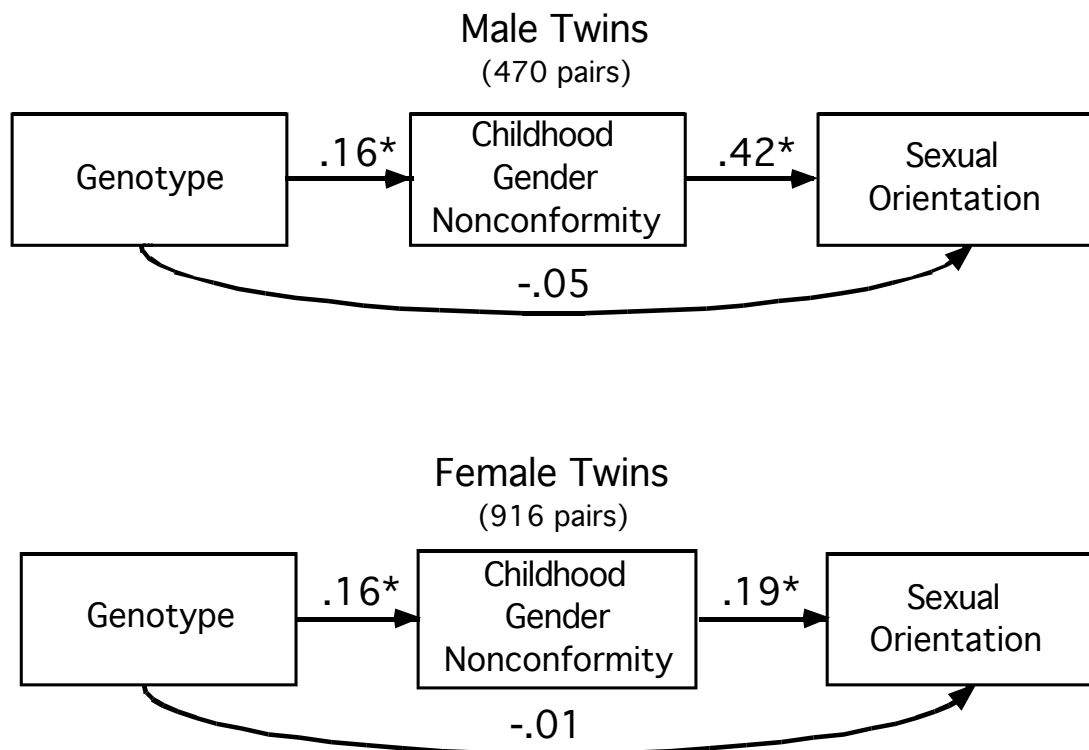 Male Twins
(470 pairs)
Genotype
.16*
Childhood
Gender
Nonconformity
.42*
Sexual
Orientation
-.05
Female Twins
(916 pairs)
Genotype
.16*
Childhood
Gender
Nonconformity
.19*
Sexual
Orientation
-.01